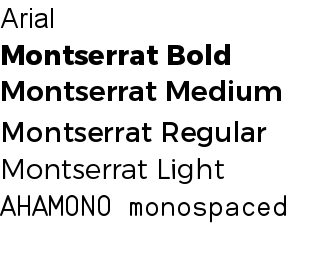 Arial
Montserrat Bold
Montserrat Medium
Montserrat Regular
Montserrat Light
AHAMONO monospaced